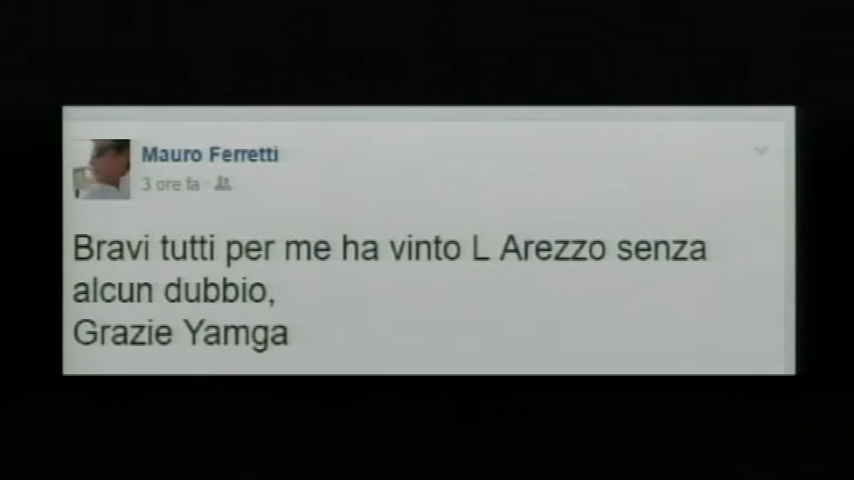 Mauro Ferretti
3 ore fa ·
Bravi tutti per me ha vinto L Arezzo senza
alcun dubbio,
Grazie Yamga